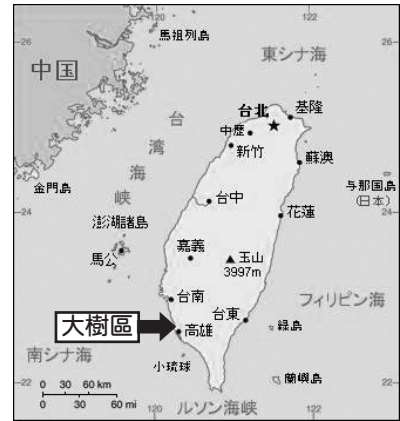 120
122
馬祖列島
26
26
東シナ海
中国
台北
基隆
中歴
新竹
蘇澳
台湾海峡
金門島
与那国島
(日本)
24
24
台中
花蓮
澎湖諸島
馬公
嘉義
玉山
3997m
フィリピン海
台南
大樹區
高雄
台東
緑島
南シナ海
小琉球
蘭嶼島
22
22
0 30 60 km
0 30 60 mi
120
122
ルソン海峡